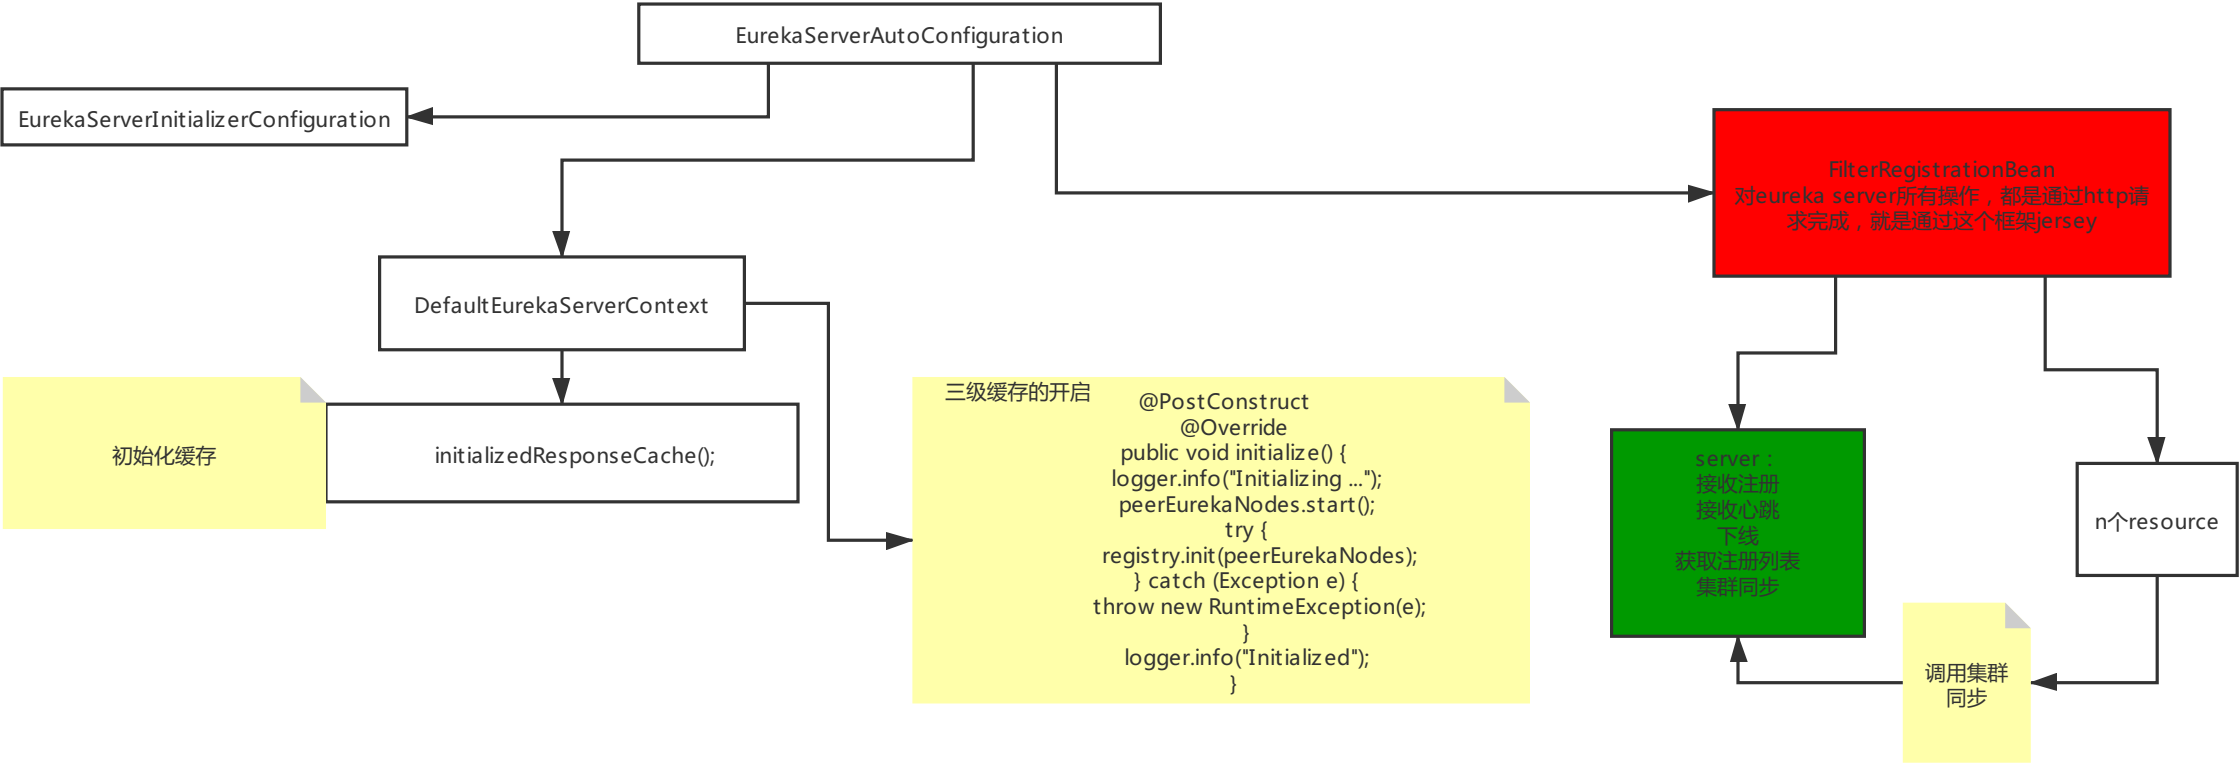 EurekaServerAutoConfiguration
EurekaServerInitializerConfiguration
FilterRegistrationBean
对eureka server所有操作，都是通过http请
求完成，就是通过这个框架jersey
DefaultEurekaServerContext
初始化缓存
initializedResponseCache();
三级缓存的开启
@PostConstruct
@Override
public void initialize() {
logger.info("Initializing ...");
peerEurekaNodes.start();
try {
registry.init(peerEurekaNodes);
} catch (Exception e) {
throw new RuntimeException(e);
}
logger.info("Initialized");
}
server：
接收注册
接收心跳
下线
获取注册列表
集群同步
n个resource
调用集群
同步